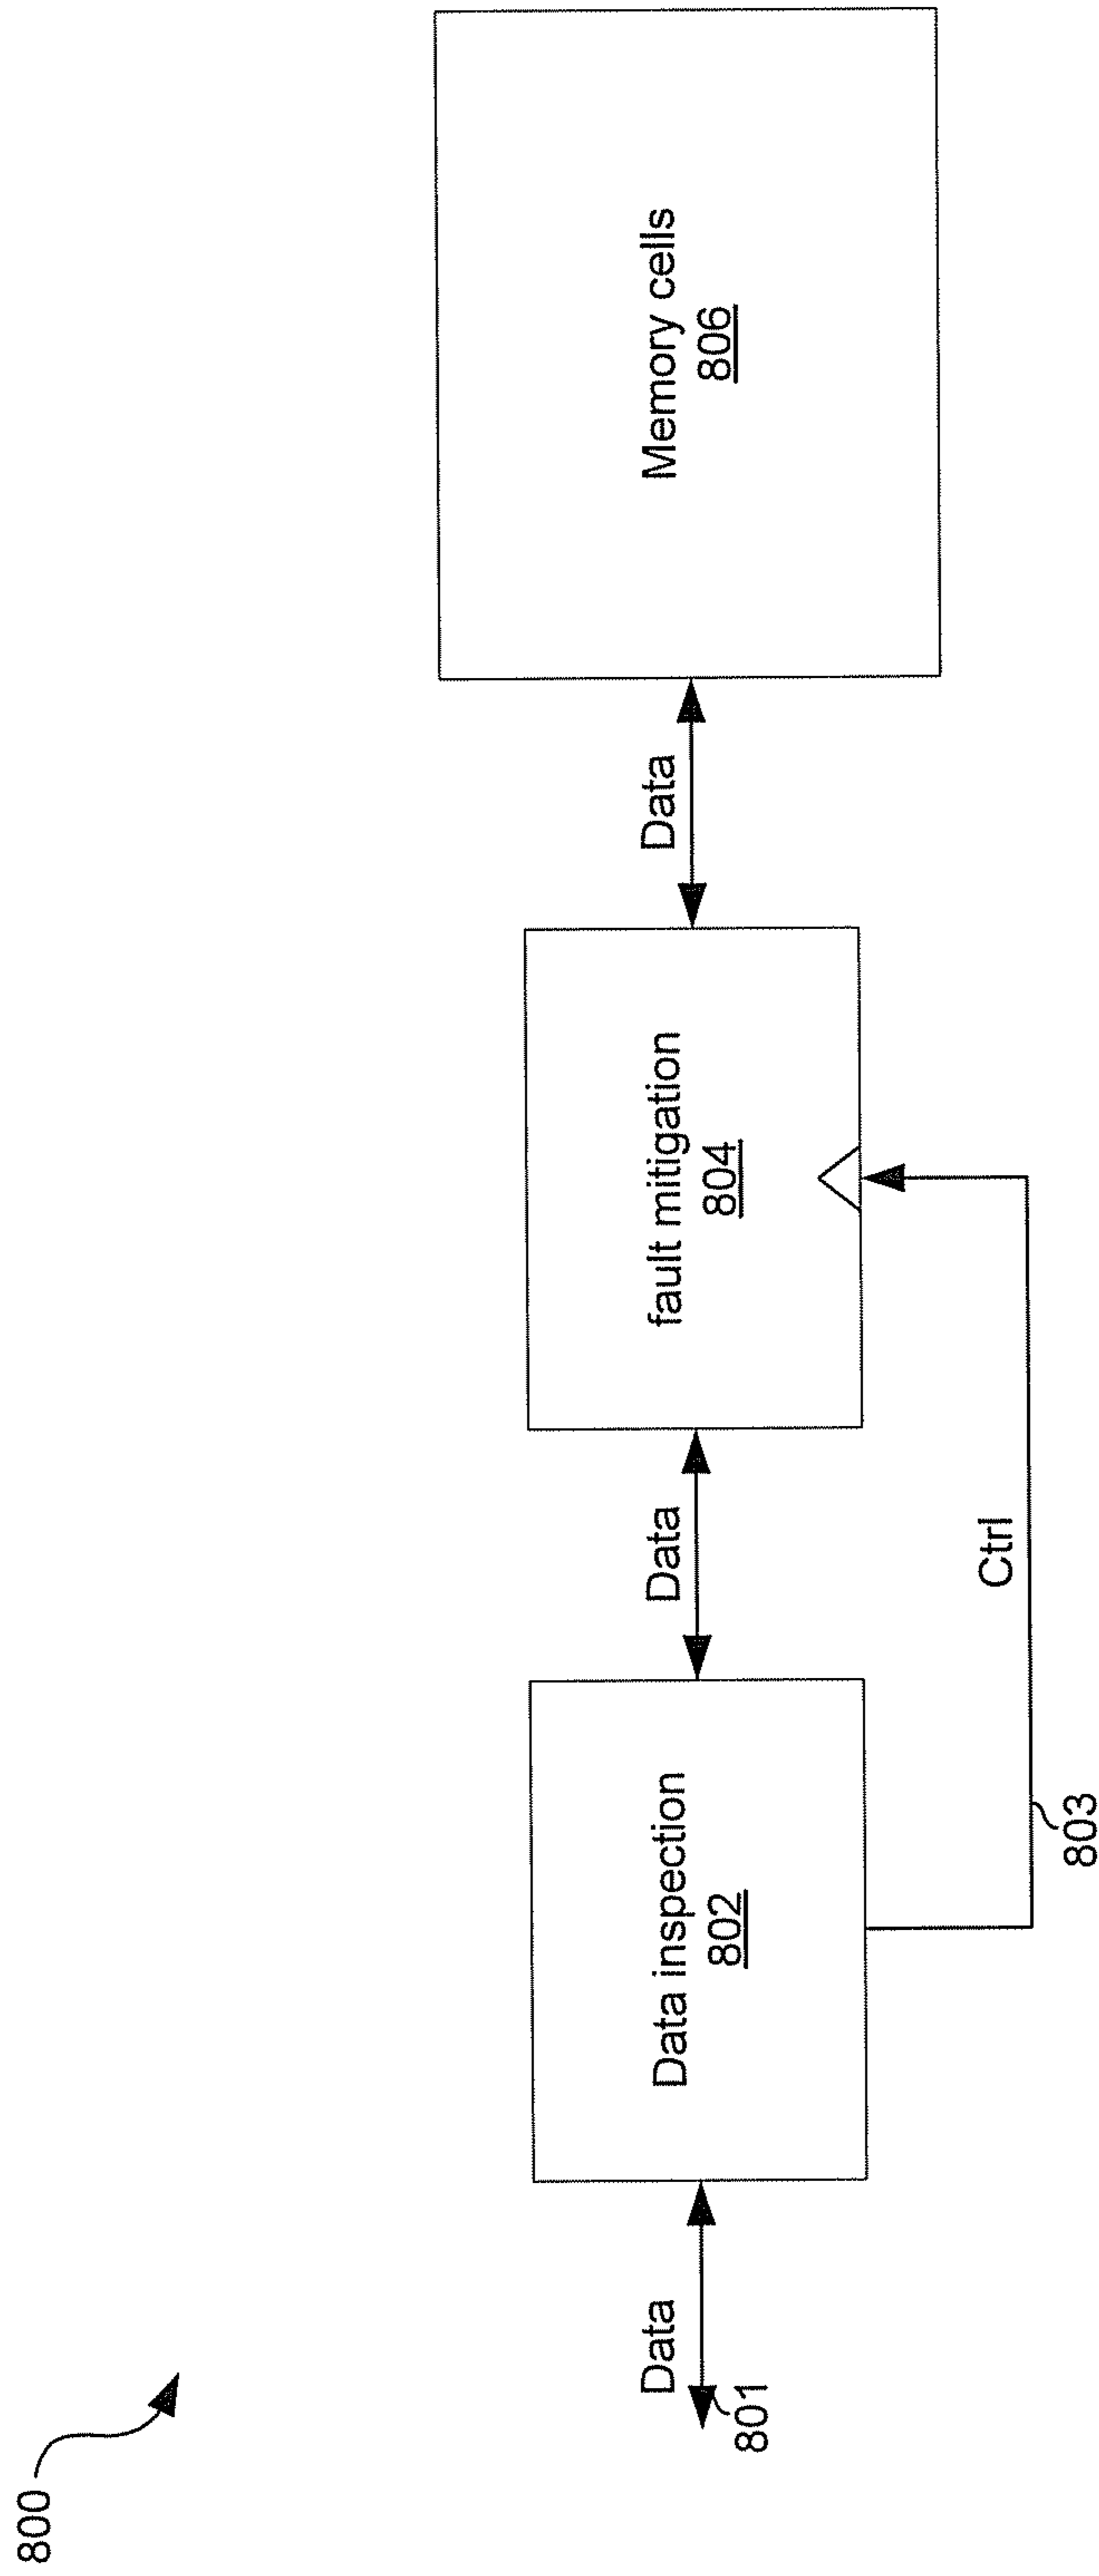 800
Data
801
Data inspection
802
Data
fault mitigation
804
Data
Memory cells
806
Ctrl
803